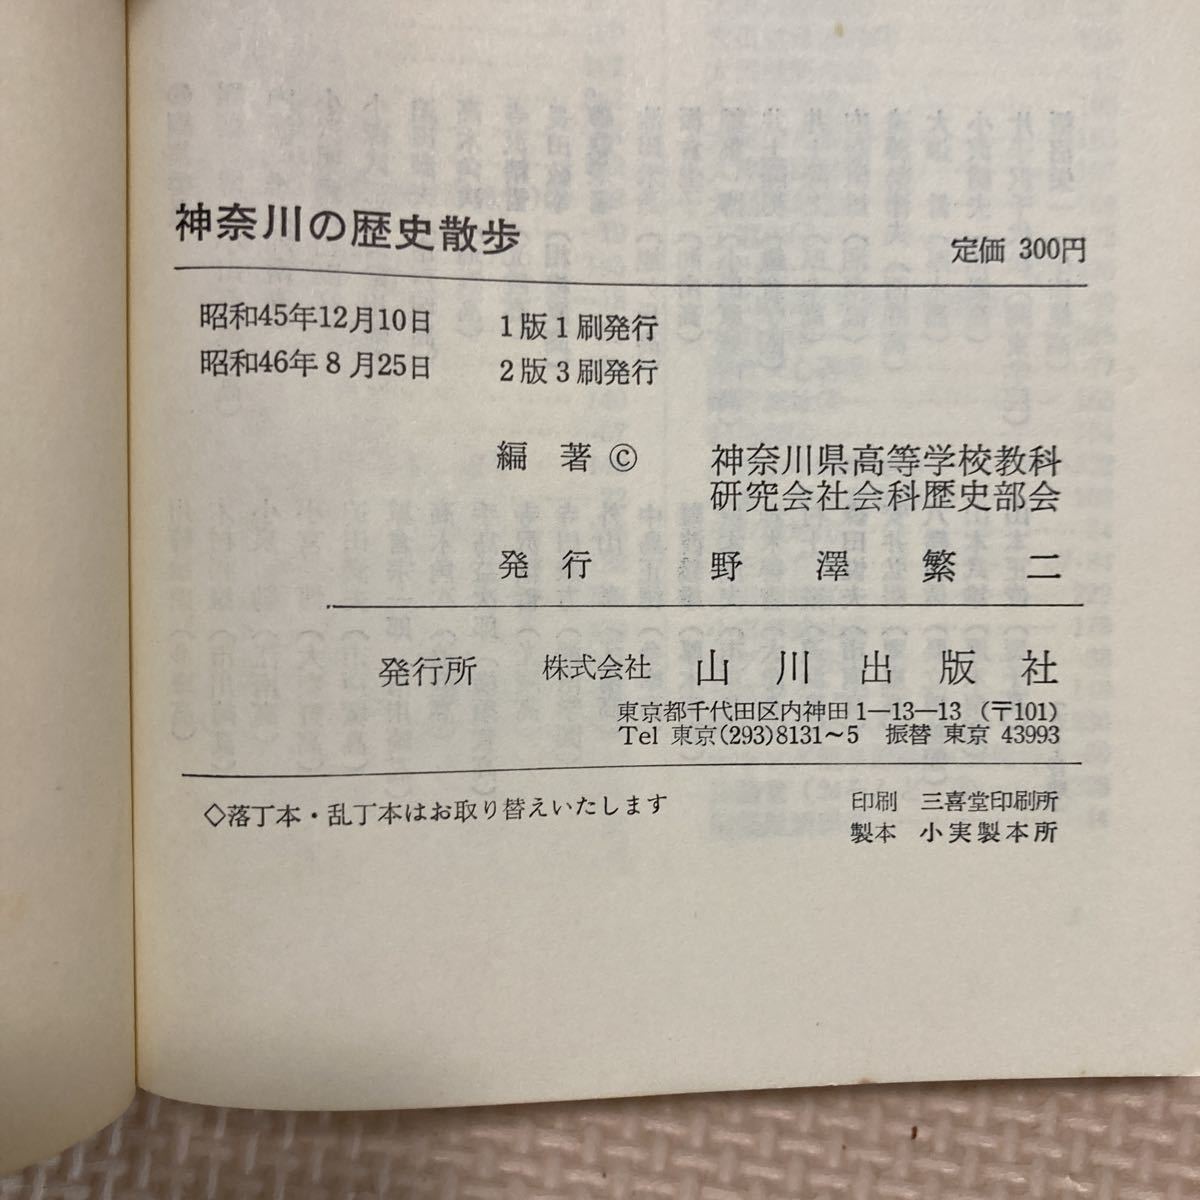 神奈川の歴史散歩
定価 300円
昭和45年12月10日 1版1刷発行
昭和46年8月25日 2版3刷発行
編著 © 神奈川県高等学校教科
研究会社会科歴史部会
発行 野澤繁二
発行所 株式会社 山川出版社
東京都千代田区内神田1—13—13 (〒101)
Tel 東京(293)8131~5 振替 東京 43993
◇落丁本・乱丁本はお取り替えいたします
印刷 三喜堂印刷所
製本 小実製本所